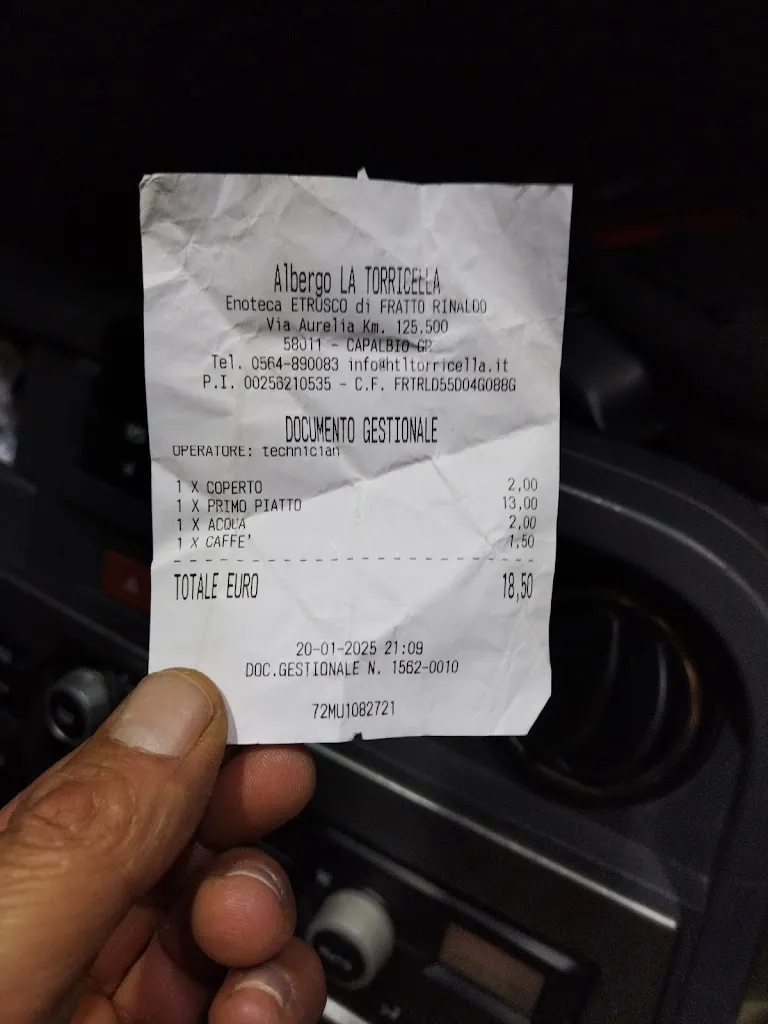 Albergo LA TORRICELLA
Enoteca ETRUSCO di FRATTO RINALDO
Via Aurelia Km. 125,500
58011 - CAPALBIO GR
Tel. 0564-890083 info@htltorricella.it
P.I. 00256210535 - C.F. FRTRLD55D04G088G
DOCUMENTO GESTIONALE
OPERATORE: technician
1 X COPERTO 2,00
1 X PRIMO PIATTO 13,00
1 X ACQUA 2,00
1 X CAFFE' 1,50
TOTALE EURO 18,50
20-01-2025 21:09
DOC.GESTIONALE N. 1562-0010
72MU1082721